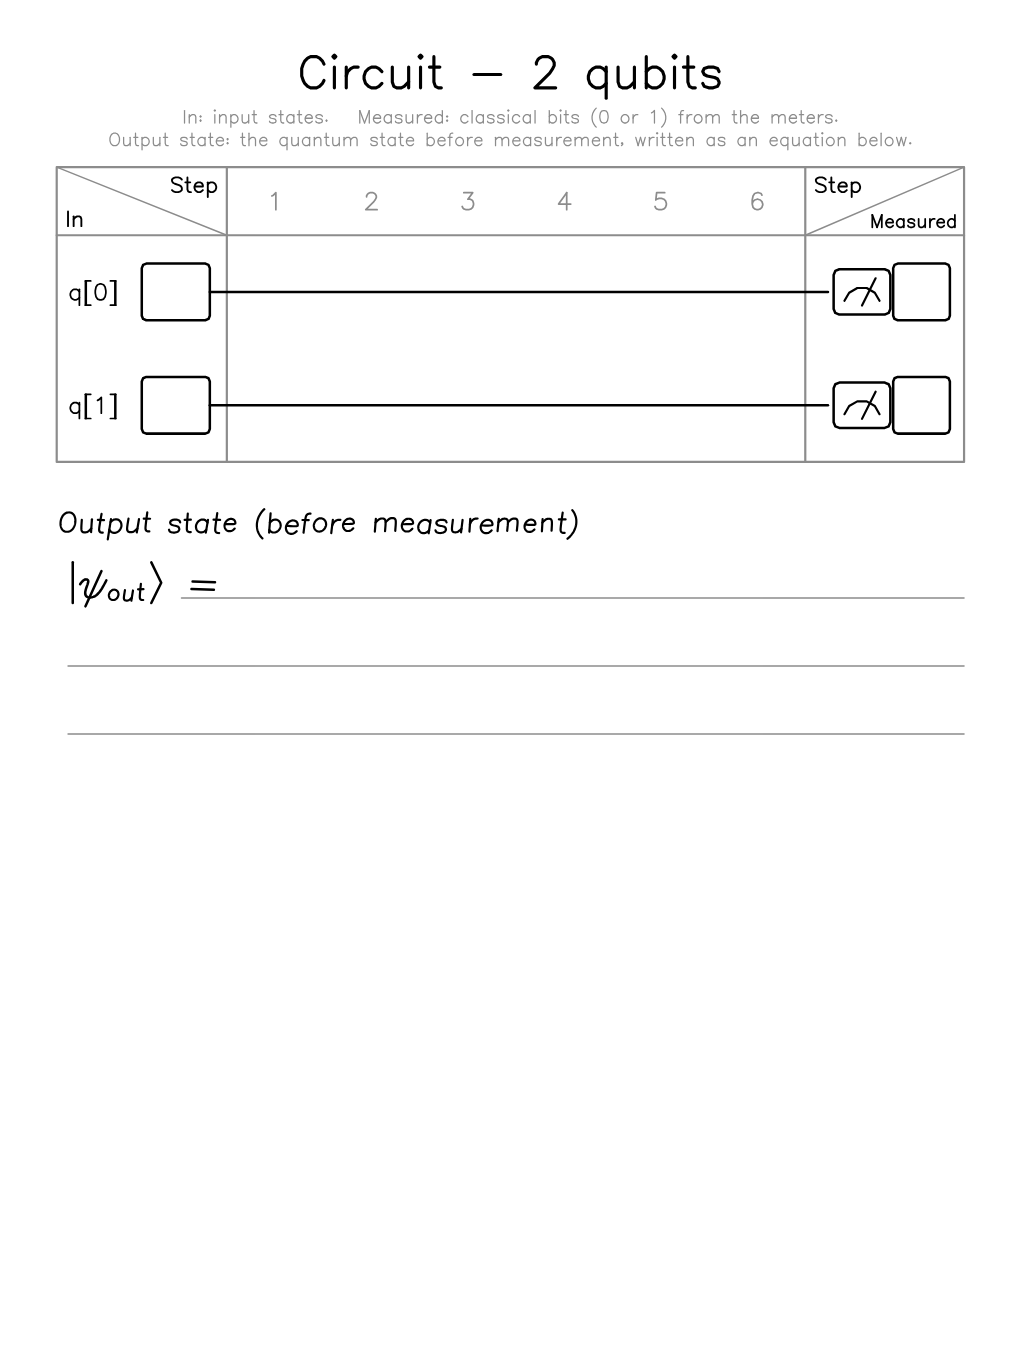 Circuit – 2 qubits
In: input states.   Measured: classical bits (0 or 1) from the meters.
Output state: the quantum state before measurement, written as an equation below.
Step
In
1 2 3 4 5 6
Step
Measured
q[0]
q[1]
Output state (before measurement)
|ψout⟩ =